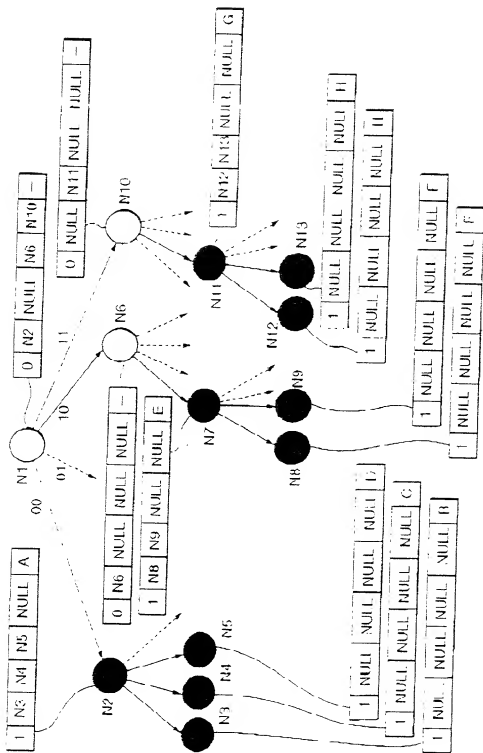 1 N3 N4 N5 NULL A
N1
0 N2 NULL N6 N10 –
0 NULL N11 NULL NULL –
00
01
10
11
N2
N6
N10
0 N6 NULL NULL NULL –
1 N8 N9 NULL NULL E
1 N12 N13 NULL NULL G
N7
N11
N3
N4
N5
N8
N9
N12
N13
1 NULL NULL NULL NULL H
1 NULL NULL NULL NULL H
1 NULL NULL NULL NULL F
1 NULL NULL NULL NULL F
1 NULL NULL NULL NULL D
1 NULL NULL NULL NULL C
1 NULL NULL NULL NULL B